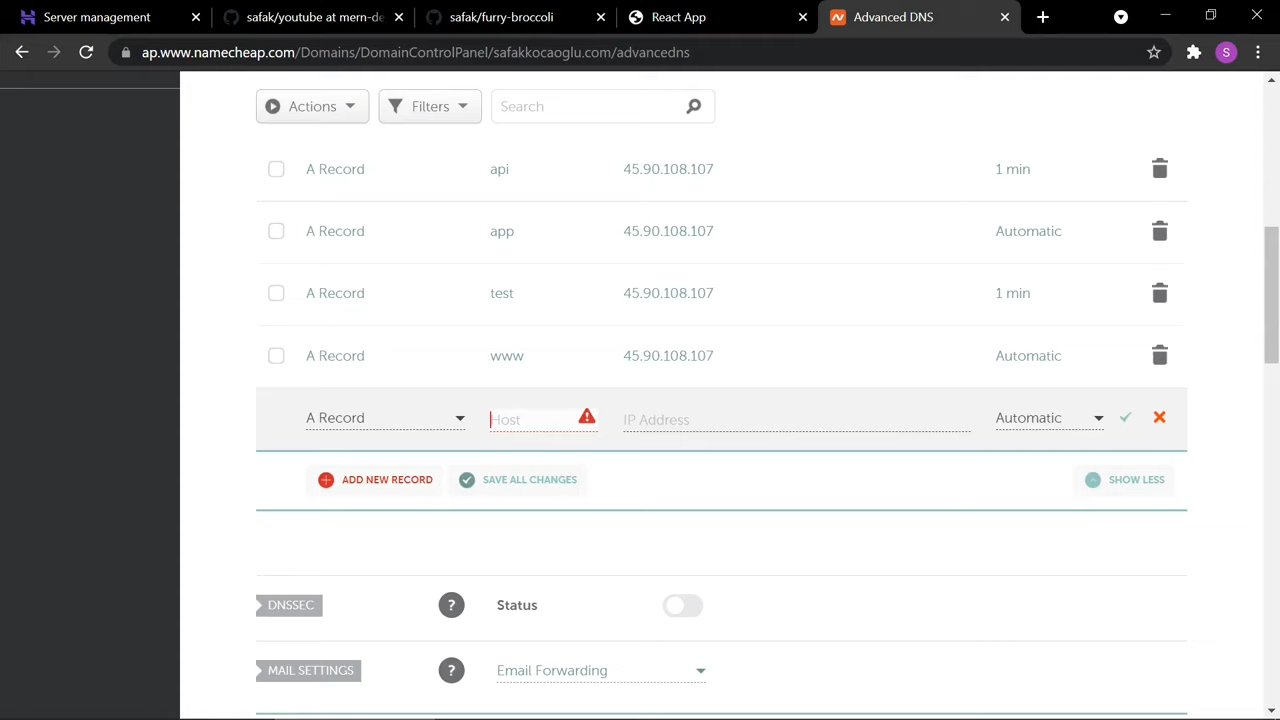 Server management
safak/youtube at mern-de
safak/furry-broccoli
React App
Advanced DNS
ap.www.namecheap.com/Domains/DomainControlPanel/safakkocaoglu.com/advancedns
S
Actions
Filters
Search
A Record api 45.90.108.107 1 min
A Record app 45.90.108.107 Automatic
A Record test 45.90.108.107 1 min
A Record www 45.90.108.107 Automatic
A Record Host IP Address Automatic
ADD NEW RECORD SAVE ALL CHANGES SHOW LESS
DNSSEC ? Status
MAIL SETTINGS ? Email Forwarding